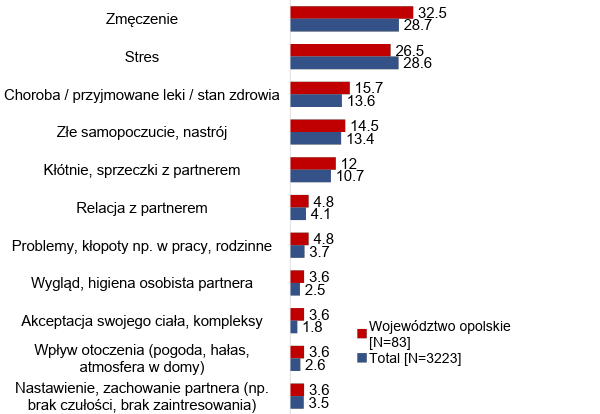 Zmęczenie
32.5
28.7
Stres
26.5
28.6
Choroba / przyjmowane leki / stan zdrowia
15.7
13.6
Złe samopoczucie, nastrój
14.5
13.4
Kłótnie, sprzeczki z partnerem
12
10.7
Relacja z partnerem
4.8
4.1
Problemy, kłopoty np. w pracy, rodzinne
4.8
3.7
Wygląd, higiena osobista partnera
3.6
2.5
Akceptacja swojego ciała, kompleksy
3.6
1.8
Wpływ otoczenia (pogoda, hałas,
atmosfera w domu)
3.6
2.6
Nastawienie, zachowanie partnera (np.
brak czułości, brak zaintresowania)
3.6
3.5
Województwo opolskie
[N=83]
Total [N=3223]